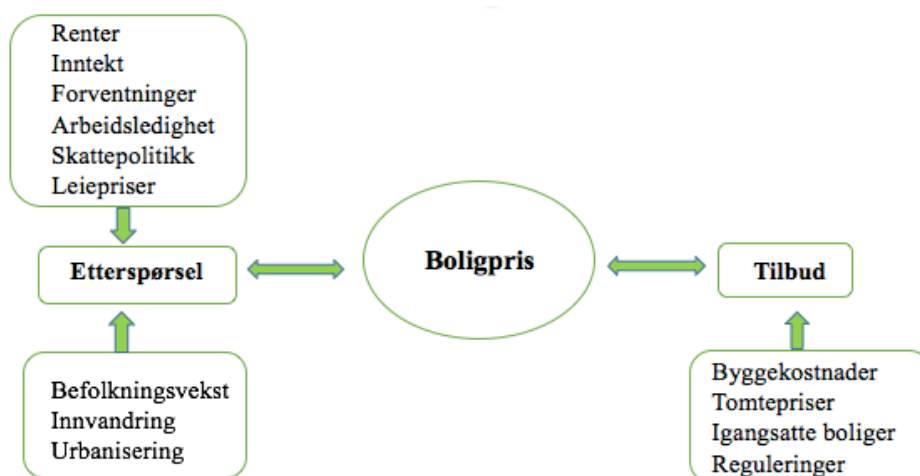 Renter
Inntekt
Forventninger
Arbeidsledighet
Skattepolitikk
Leiepriser
Etterspørsel
Boligpris
Tilbud
Befolkningsvekst
Innvandring
Urbanisering
Byggekostnader
Tomtepriser
Igangsatte boliger
Reguleringer